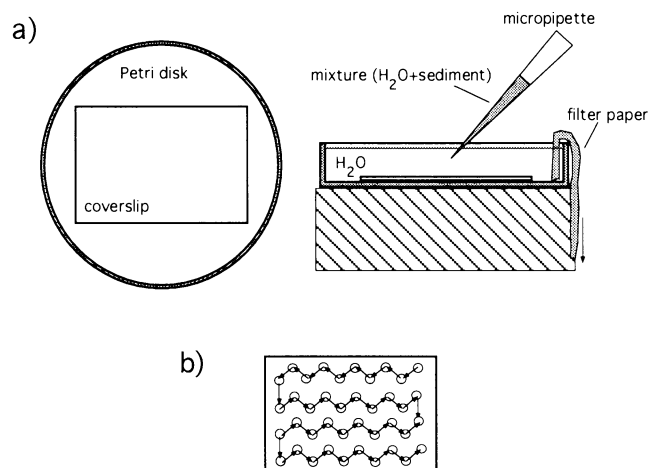 a)
Petri disk
coverslip
micropipette
mixture (H₂O+sediment)
filter paper
H₂O
b)